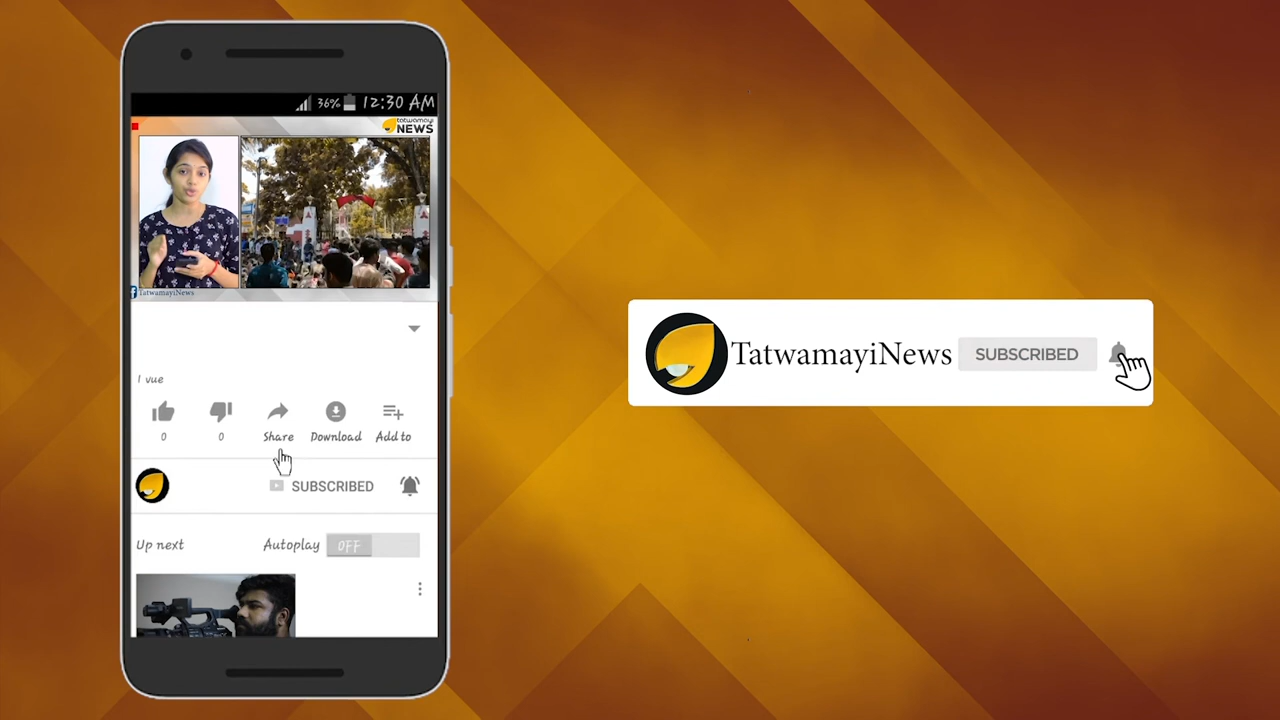 36% 12:30 AM
tatwamayi
NEWS
TatwamayiNews
1 vue
0 0 Share Download Add to
SUBSCRIBED
Up next Autoplay OFF
TatwamayiNews SUBSCRIBED